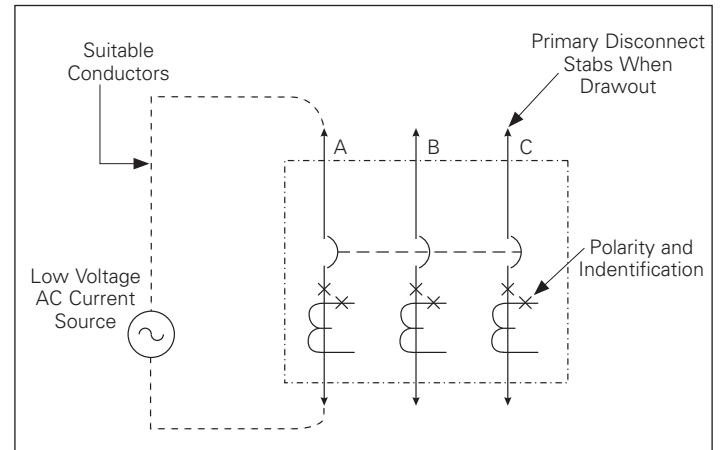 Suitable
Conductors
Primary Disconnect
Stabs When
Drawout
A
B
C
Polarity and
Indentification
Low Voltage
AC Current
Source